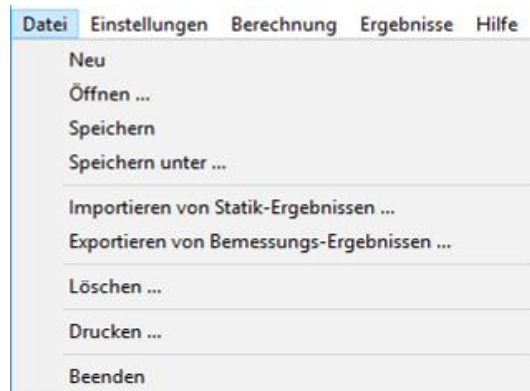 Datei Einstellungen Berechnung Ergebnisse Hilfe
Neu
Öffnen ...
Speichern
Speichern unter ...
Importieren von Statik-Ergebnissen ...
Exportieren von Bemessungs-Ergebnissen ...
Löschen ...
Drucken ...
Beenden